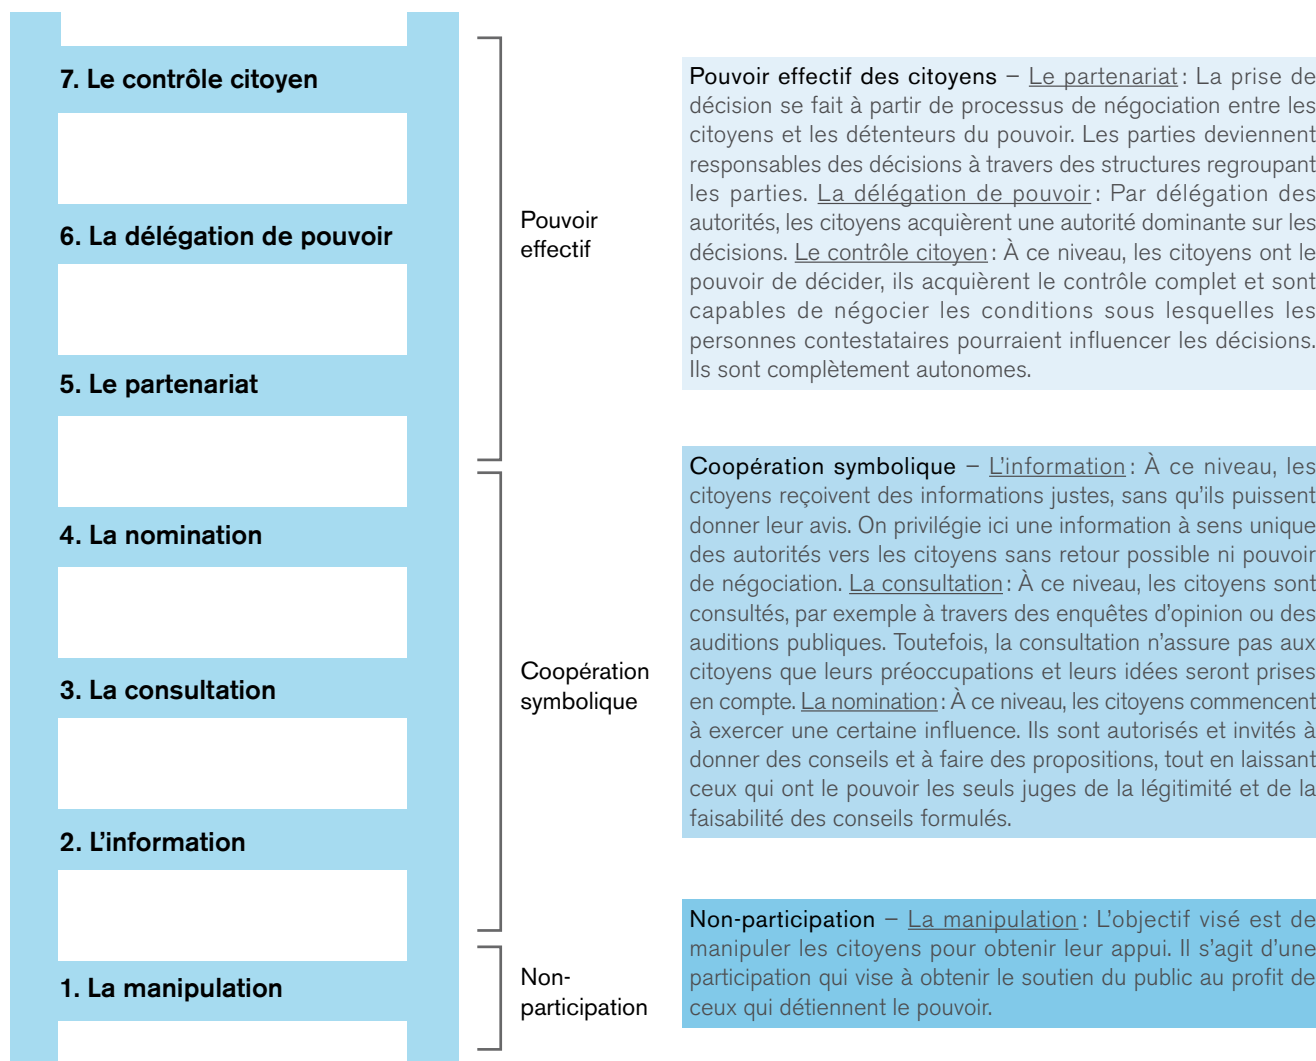 7. Le contrôle citoyen
6. La délégation de pouvoir
5. Le partenariat
4. La nomination
3. La consultation
2. L’information
1. La manipulation
Pouvoir
effectif
Coopération
symbolique
Non-
participation
Pouvoir effectif des citoyens – Le partenariat : La prise de
décision se fait à partir de processus de négociation entre les
citoyens et les détenteurs du pouvoir. Les parties deviennent
responsables des décisions à travers des structures regroupant
les parties. La délégation de pouvoir : Par délégation des
autorités, les citoyens acquièrent une autorité dominante sur les
décisions. Le contrôle citoyen : À ce niveau, les citoyens ont le
pouvoir de décider, ils acquièrent le contrôle complet et sont
capables de négocier les conditions sous lesquelles les
personnes contestataires pourraient influencer les décisions.
Ils sont complètement autonomes.
Coopération symbolique – L’information : À ce niveau, les
citoyens reçoivent des informations justes, sans qu’ils puissent
donner leur avis. On privilégie ici une information à sens unique
des autorités vers les citoyens sans retour possible ni pouvoir
de négociation. La consultation : À ce niveau, les citoyens sont
consultés, par exemple à travers des enquêtes d’opinion ou des
auditions publiques. Toutefois, la consultation n’assure pas aux
citoyens que leurs préoccupations et leurs idées seront prises
en compte. La nomination : À ce niveau, les citoyens commencent
à exercer une certaine influence. Ils sont autorisés et invités à
donner des conseils et à faire des propositions, tout en laissant
ceux qui ont le pouvoir les seuls juges de la légitimité et de la
faisabilité des conseils formulés.
Non-participation – La manipulation : L’objectif visé est de
manipuler les citoyens pour obtenir leur appui. Il s’agit d’une
participation qui vise à obtenir le soutien du public au profit de
ceux qui détiennent le pouvoir.